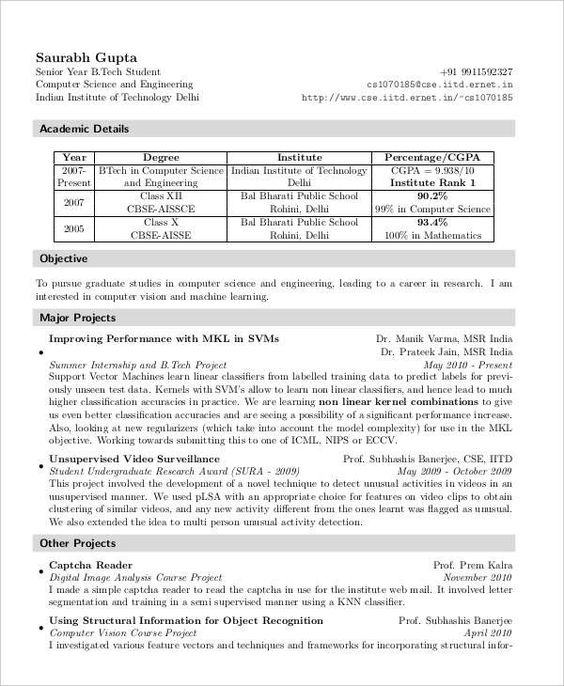 Saurabh Gupta
Senior Year B.Tech Student +91 9911592327
Computer Science and Engineering cs1070185@cse.iitd.ernet.in
Indian Institute of Technology Delhi http://www.cse.iitd.ernet.in/~cs1070185
Academic Details
Year Degree Institute Percentage/CGPA
2007- BTech in Computer Science Indian Institute of Technology CGPA = 9.938/10
Present and Engineering Delhi Institute Rank 1
2007 Class XII Bal Bharati Public School 90.2%
CBSE-AISSCE Rohini, Delhi 99% in Computer Science
2005 Class X Bal Bharati Public School 93.4%
CBSE-AISSE Rohini, Delhi 100% in Mathematics
Objective
To pursue graduate studies in computer science and engineering, leading to a career in research. I am
interested in computer vision and machine learning.
Major Projects
Improving Performance with MKL in SVMs Dr. Manik Varma, MSR India
• Dr. Prateek Jain, MSR India
Summer Internship and B.Tech Project May 2010 - Present
Support Vector Machines learn linear classifiers from labelled training data to predict labels for previ-
ously unseen test data. Kernels with SVM's allow to learn non linear classifiers, and hence lead to much
higher classification accuracies in practice. We are learning non linear kernel combinations to give
us even better classification accuracies and are seeing a possibility of a significant performance increase.
Also, looking at new regularizers (which take into account the model complexity) for use in the MKL
objective. Working towards submitting this to one of ICML, NIPS or ECCV.
• Unsupervised Video Surveillance Prof. Subhashis Banerjee, CSE, IITD
Student Undergraduate Research Award (SURA - 2009) May 2009 - October 2009
This project involved the development of a novel technique to detect unusual activities in videos in an
unsupervised manner. We used pLSA with an appropriate choice for features on video clips to obtain
clustering of similar videos, and any new activity different from the ones learnt was flagged as unusual.
We also extended the idea to multi person unusual activity detection.
Other Projects
• Captcha Reader Prof. Prem Kalra
Digital Image Analysis Course Project November 2010
I made a simple captcha reader to read the captcha in use for the institute web mail. It involved letter
segmentation and training in a semi supervised manner using a KNN classifier.
• Using Structural Information for Object Recognition Prof. Subhashis Banerjee
Computer Vision Course Project April 2010
I investigated various feature vectors and techniques and frameworks for incorporating structural infor-